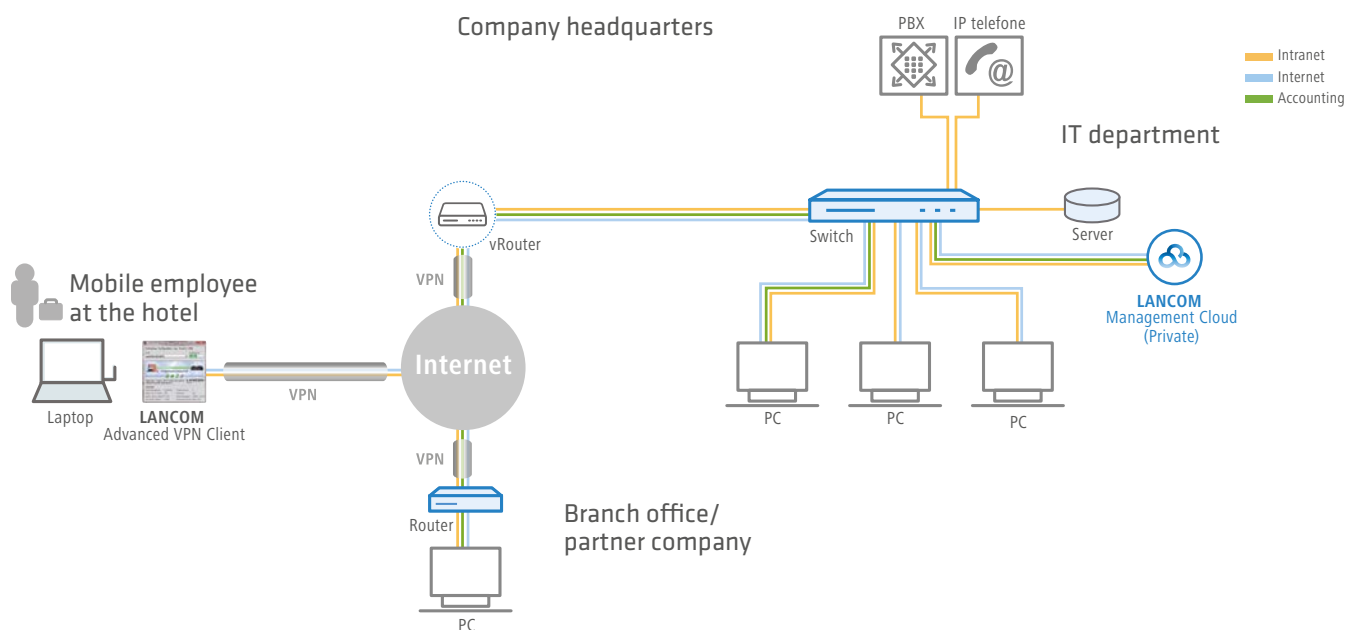 Company headquarters
PBX
IP telefone
Intranet
Internet
Accounting
IT department
vRouter
Switch
Server
VPN
LANCOM
Management Cloud
(Private)
Mobile employee
at the hotel
Internet
VPN
Laptop
LANCOM
Advanced VPN Client
PC
PC
PC
VPN
Router
Branch office/
partner company
PC